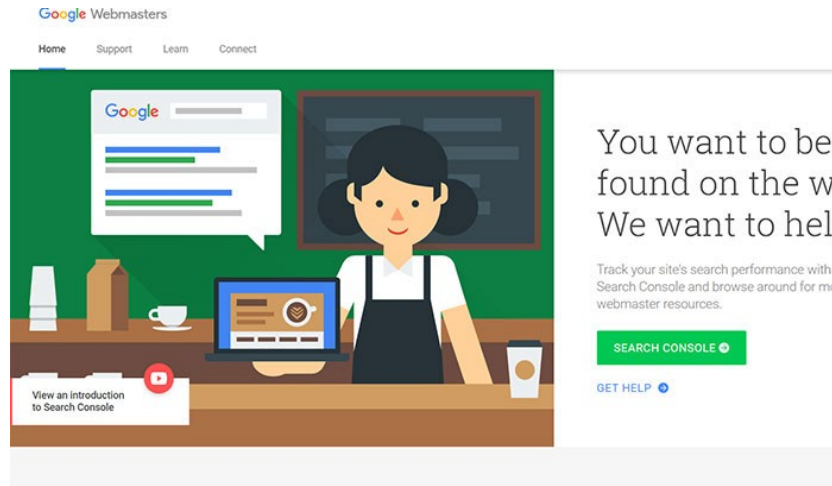 Google Webmasters
Home Support Learn Connect
Google
You want to be
found on the w
We want to hel
Track your site's search performance with
Search Console and browse around for mo
webmaster resources.
SEARCH CONSOLE
GET HELP
View an introduction
to Search Console